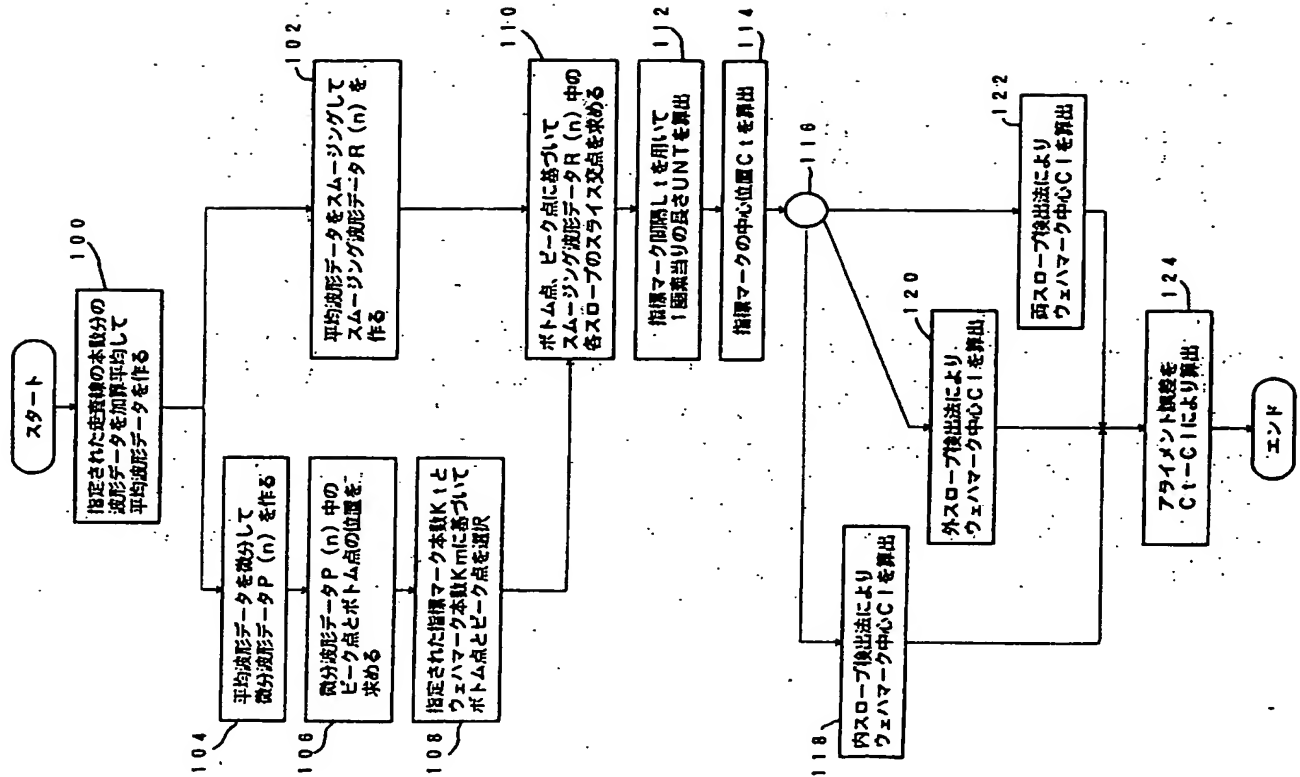 スタート
100
指定された走査線の本数分の
波形データを加算平均して
平均波形データを作る
102
平均波形データをスムージングして
スムージング波形データR(n)を
作る
104
平均波形データを微分して
微分波形データP(n)を作る
106
微分波形データP(n)中の
ピーク点とボトム点の位置を
求める
108
指定された指標マーク本数Ktと
ウェハマーク本数Kmに基づいて
ボトム点とピーク点を選択
110
ボトム点、ピーク点に基づいて
スムージング波形データR(n)中の
各スロープのスライス交点を求める
112
指標マーク間隔Ltを用いて
1画素当りの長さUNTを算出
114
指標マークの中心位置Ctを算出
116
118
内スロープ検出法により
ウェハマーク中心Clを算出
120
外スロープ検出法により
ウェハマーク中心Clを算出
122
両スロープ検出法により
ウェハマーク中心Clを算出
124
アライメント誤差を
Ct-Clにより算出
エンド